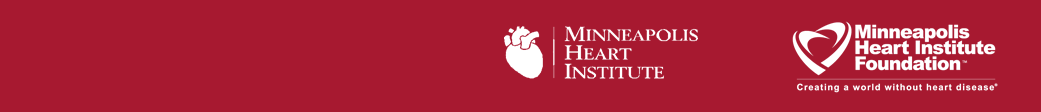 MINNEAPOLIS
HEART
INSTITUTE
Minneapolis
Heart Institute
Foundation™
Creating a world without heart disease®